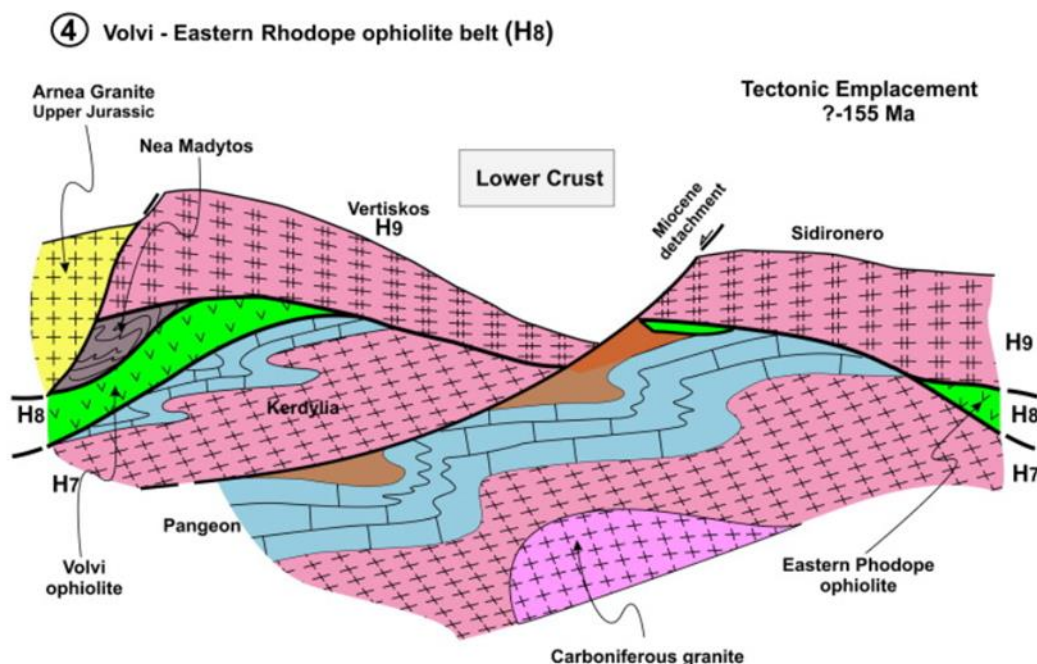 ④ Volvi - Eastern Rhodope ophiolite belt (H8)
Arnea Granite
Upper Jurassic
Nea Madytos
Tectonic Emplacement
?-155 Ma
Lower Crust
Vertiskos
H9
Miocene
detachment
Sidironero
H9
H8
H8
Kerdylia
H7
H7
Pangeon
Volvi
ophiolite
Eastern Phodope
ophiolite
Carboniferous granite